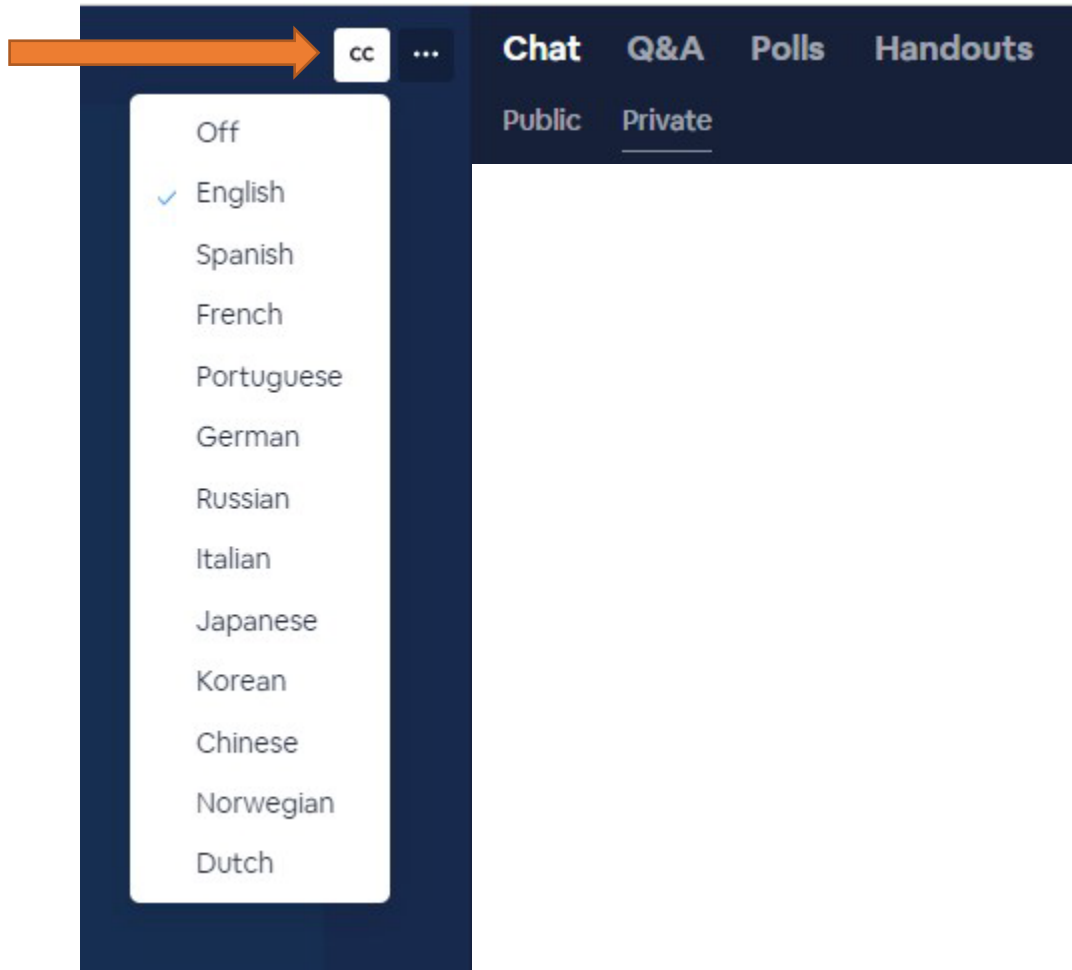 CC ... Chat Q&A Polls Handouts
Public Private
Off
English
Spanish
French
Portuguese
German
Russian
Italian
Japanese
Korean
Chinese
Norwegian
Dutch